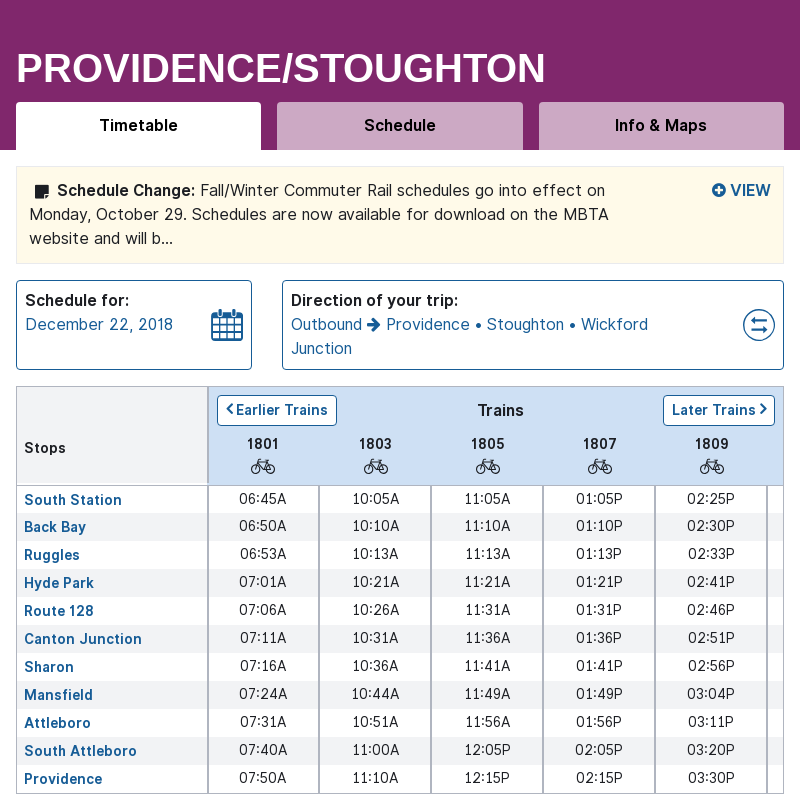 PROVIDENCE/STOUGHTON
Timetable Schedule Info & Maps
Schedule Change: Fall/Winter Commuter Rail schedules go into effect on VIEW
Monday, October 29. Schedules are now available for download on the MBTA
website and will b...
Schedule for:
December 22, 2018
Direction of your trip:
Outbound → Providence • Stoughton • Wickford
Junction
Earlier Trains Trains Later Trains
Stops 1801 1803 1805 1807 1809
South Station 06:45A 10:05A 11:05A 01:05P 02:25P
Back Bay 06:50A 10:10A 11:10A 01:10P 02:30P
Ruggles 06:53A 10:13A 11:13A 01:13P 02:33P
Hyde Park 07:01A 10:21A 11:21A 01:21P 02:41P
Route 128 07:06A 10:26A 11:31A 01:31P 02:46P
Canton Junction 07:11A 10:31A 11:36A 01:36P 02:51P
Sharon 07:16A 10:36A 11:41A 01:41P 02:56P
Mansfield 07:24A 10:44A 11:49A 01:49P 03:04P
Attleboro 07:31A 10:51A 11:56A 01:56P 03:11P
South Attleboro 07:40A 11:00A 12:05P 02:05P 03:20P
Providence 07:50A 11:10A 12:15P 02:15P 03:30P